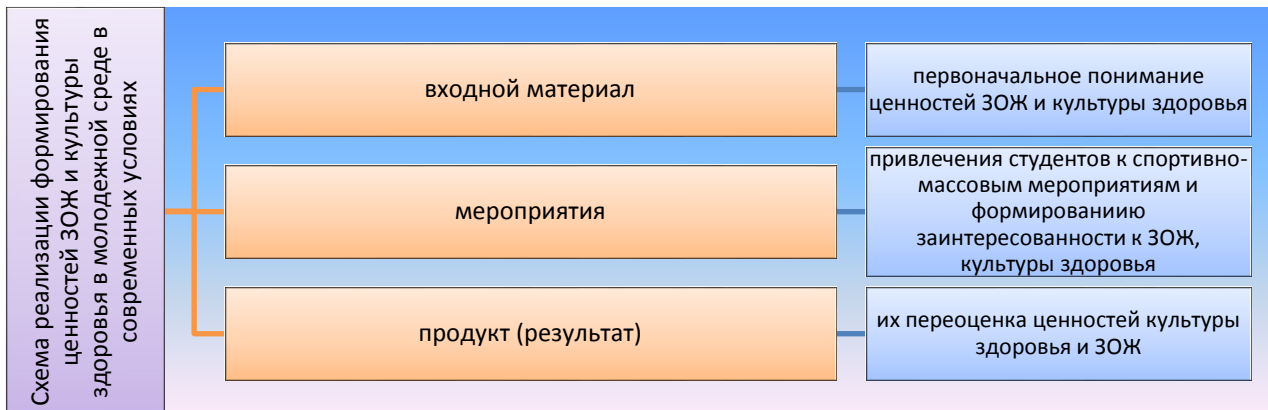 Схема реализации формирования
ценностей ЗОЖ и культуры
здоровья в молодежной среде в
современных условиях
входной материал
первоначальное понимание
ценностей ЗОЖ и культуры здоровья
мероприятия
привлечения студентов к спортивно-
массовым мероприятиям и
формированиию
заинтересованности к ЗОЖ,
культуры здоровья
продукт (результат)
их переоценка ценностей культуры
здоровья и ЗОЖ